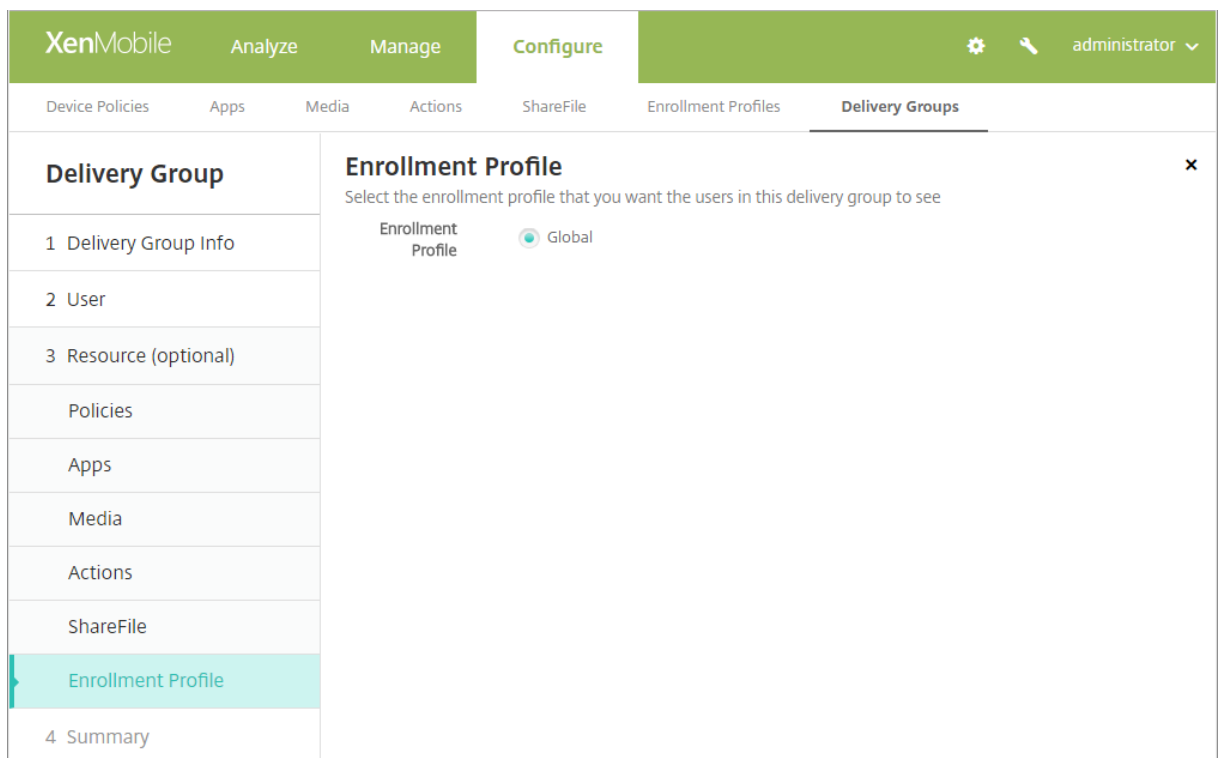 XenMobile Analyze Manage Configure administrator
Device Policies Apps Media Actions ShareFile Enrollment Profiles Delivery Groups
Delivery Group
1 Delivery Group Info
2 User
3 Resource (optional)
Policies
Apps
Media
Actions
ShareFile
Enrollment Profile
4 Summary
Enrollment Profile
Select the enrollment profile that you want the users in this delivery group to see
Enrollment
Profile
Global